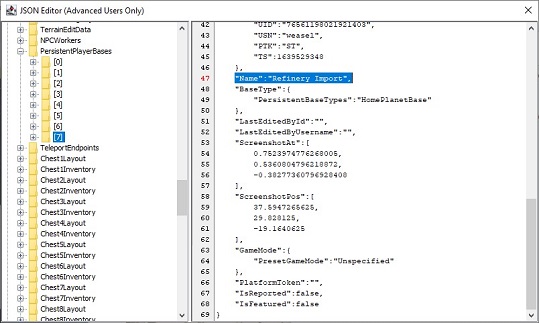 JSON Editor (Advanced Users Only)
TerrainEditData
NPCWorkers
PersistentPlayerBases
[0]
[1]
[2]
[3]
[4]
[5]
[6]
[7]
TeleportEndpoints
Chest1Layout
Chest1Inventory
Chest2Layout
Chest2Inventory
Chest3Layout
Chest3Inventory
Chest4Layout
Chest4Inventory
Chest5Layout
Chest5Inventory
Chest6Layout
Chest6Inventory
Chest7Layout
Chest7Inventory
Chest8Layout
Chest8Inventory
42 "UID":"76561198021921403",
43 "USN":"weasel",
44 "PTK":"ST",
45 "TS":1639529348
46 },
47 "Name":"Refinery Import",
48 "BaseType":{
49 "PersistentBaseTypes":"HomePlanetBase"
50 },
51 "LastEditedById":"",
52 "LastEditedByUsername":"",
53 "ScreenshotAt":[
54 0.7523974776268005,
55 0.5360804796218872,
56 -0.38277360796928408
57 ],
58 "ScreenshotPos":[
59 37.5947265625,
60 29.828125,
61 -19.1640625
62 ],
63 "GameMode":{
64 "PresetGameMode":"Unspecified"
65 },
66 "PlatformToken":"",
67 "IsReported":false,
68 "IsFeatured":false
69 }